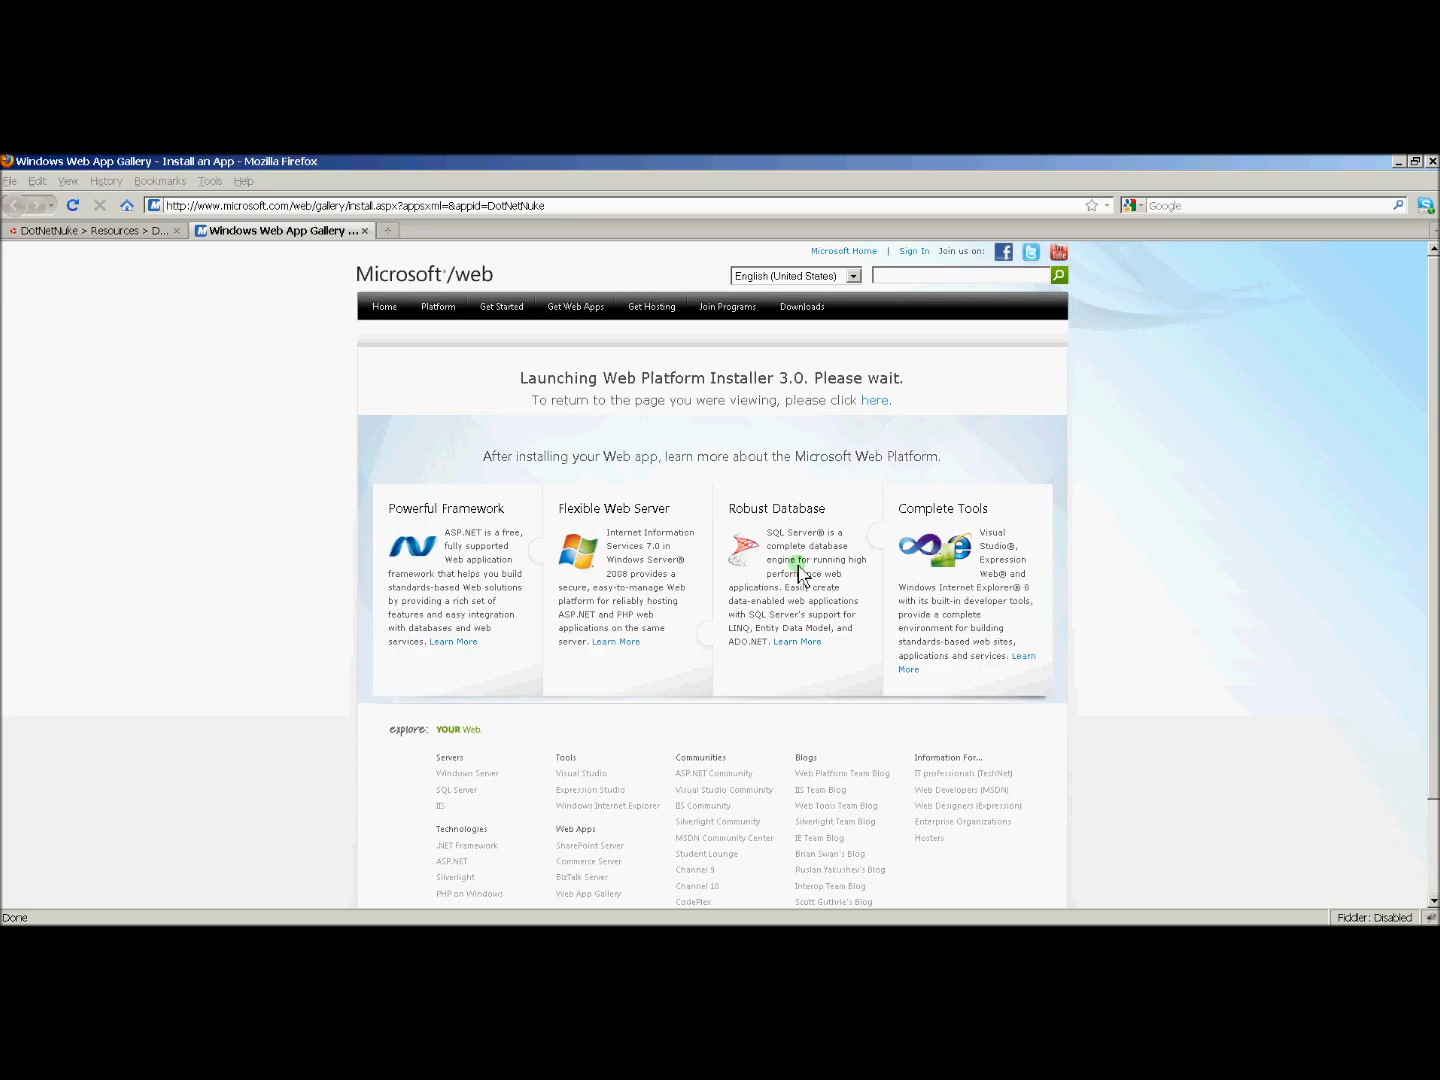 Windows Web App Gallery - Install an App - Mozilla Firefox
File Edit View History Bookmarks Tools Help
http://www.microsoft.com/web/gallery/install.aspx?appsxml=&appid=DotNetNuke
Google
DotNetNuke > Resources > D...
Windows Web App Gallery ...
Microsoft Home | Sign In Join us on:
Microsoft /web
English (United States)
Home Platform Get Started Get Web Apps Get Hosting Join Programs Downloads
Launching Web Platform Installer 3.0. Please wait.
To return to the page you were viewing, please click here.
After installing your Web app, learn more about the Microsoft Web Platform.
Powerful Framework
ASP.NET is a free,
fully supported
Web application
framework that helps you build
standards-based Web solutions
by providing a rich set of
features and easy integration
with databases and web
services. Learn More
Flexible Web Server
Internet Information
Services 7.0 in
Windows Server®
2008 provides a
secure, easy-to-manage Web
platform for reliably hosting
ASP.NET and PHP web
applications on the same
server. Learn More
Robust Database
SQL Server® is a
complete database
engine for running high
performance web
applications. Easily create
data-enabled web applications
with SQL Server's support for
LINQ, Entity Data Model, and
ADO.NET. Learn More
Complete Tools
Visual
Studio®,
Expression
Web® and
Windows Internet Explorer® 8
with its built-in developer tools,
provide a complete
environment for building
standards-based web sites,
applications and services. Learn
More
explore: YOUR Web.
Servers
Windows Server
SQL Server
IIS
Technologies
.NET Framework
ASP.NET
Silverlight
PHP on Windows
Tools
Visual Studio
Expression Studio
Windows Internet Explorer
Web Apps
SharePoint Server
Commerce Server
BizTalk Server
Web App Gallery
Communities
ASP.NET Community
Visual Studio Community
IIS Community
Silverlight Community
MSDN Community Center
Student Lounge
Channel 9
Channel 10
CodePlex
Blogs
Web Platform Team Blog
IIS Team Blog
Web Tools Team Blog
Silverlight Team Blog
IE Team Blog
Brian Swan's Blog
Ruslan Yakushev's Blog
Interop Team Blog
Scott Guthrie's Blog
Information For...
IT professionals (TechNet)
Web Developers (MSDN)
Web Designers (Expression)
Enterprise Organizations
Hosters
Done
Fiddler: Disabled